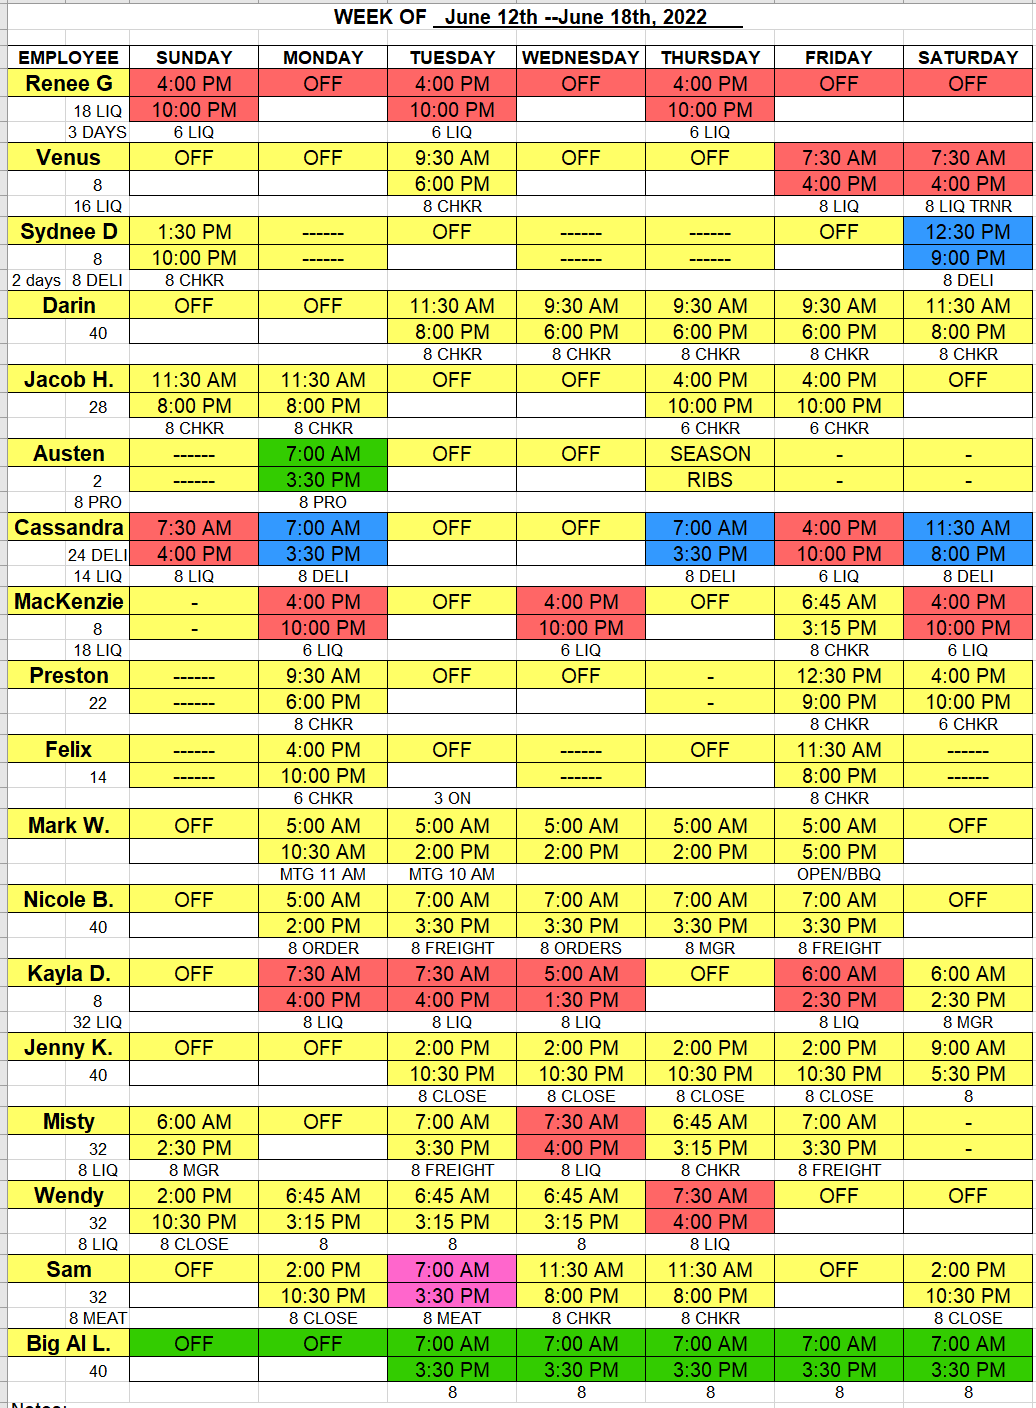 WEEK OF June 12th --June 18th, 2022
EMPLOYEE SUNDAY MONDAY TUESDAY WEDNESDAY THURSDAY FRIDAY SATURDAY
Renee G 4:00 PM OFF 4:00 PM OFF 4:00 PM OFF OFF
18 LIQ 10:00 PM 10:00 PM 10:00 PM
3 DAYS 6 LIQ 6 LIQ 6 LIQ
Venus OFF OFF 9:30 AM OFF OFF 7:30 AM 7:30 AM
8 6:00 PM 4:00 PM 4:00 PM
16 LIQ 8 CHKR 8 LIQ 8 LIQ TRNR
Sydnee D 1:30 PM ------ OFF ------ ------ OFF 12:30 PM
8 10:00 PM ------ ------ ------ 9:00 PM
2 days 8 DELI 8 CHKR 8 DELI
Darin OFF OFF 11:30 AM 9:30 AM 9:30 AM 9:30 AM 11:30 AM
40 8:00 PM 6:00 PM 6:00 PM 6:00 PM 8:00 PM
8 CHKR 8 CHKR 8 CHKR 8 CHKR 8 CHKR
Jacob H. 11:30 AM 11:30 AM OFF OFF 4:00 PM 4:00 PM OFF
28 8:00 PM 8:00 PM 10:00 PM 10:00 PM
8 CHKR 8 CHKR 6 CHKR 6 CHKR
Austen ------ 7:00 AM OFF OFF SEASON - -
2 ------ 3:30 PM RIBS - -
8 PRO 8 PRO
Cassandra 7:30 AM 7:00 AM OFF OFF 7:00 AM 4:00 PM 11:30 AM
24 DELI 4:00 PM 3:30 PM 3:30 PM 10:00 PM 8:00 PM
14 LIQ 8 LIQ 8 DELI 8 DELI 6 LIQ 8 DELI
MacKenzie - 4:00 PM OFF 4:00 PM OFF 6:45 AM 4:00 PM
8 - 10:00 PM 10:00 PM 3:15 PM 10:00 PM
18 LIQ 6 LIQ 6 LIQ 8 CHKR 6 LIQ
Preston ------ 9:30 AM OFF OFF - 12:30 PM 4:00 PM
22 ------ 6:00 PM - 9:00 PM 10:00 PM
8 CHKR 8 CHKR 6 CHKR
Felix ------ 4:00 PM OFF ------ OFF 11:30 AM ------
14 ------ 10:00 PM ------ 8:00 PM ------
6 CHKR 3 ON 8 CHKR
Mark W. OFF 5:00 AM 5:00 AM 5:00 AM 5:00 AM 5:00 AM OFF
10:30 AM 2:00 PM 2:00 PM 2:00 PM 5:00 PM
MTG 11 AM MTG 10 AM OPEN/BBQ
Nicole B. OFF 5:00 AM 7:00 AM 7:00 AM 7:00 AM 7:00 AM OFF
40 2:00 PM 3:30 PM 3:30 PM 3:30 PM 3:30 PM
8 ORDER 8 FREIGHT 8 ORDERS 8 MGR 8 FREIGHT
Kayla D. OFF 7:30 AM 7:30 AM 5:00 AM OFF 6:00 AM 6:00 AM
8 4:00 PM 4:00 PM 1:30 PM 2:30 PM 2:30 PM
32 LIQ 8 LIQ 8 LIQ 8 LIQ 8 LIQ 8 MGR
Jenny K. OFF OFF 2:00 PM 2:00 PM 2:00 PM 2:00 PM 9:00 AM
40 10:30 PM 10:30 PM 10:30 PM 10:30 PM 5:30 PM
8 CLOSE 8 CLOSE 8 CLOSE 8 CLOSE 8
Misty 6:00 AM OFF 7:00 AM 7:30 AM 6:45 AM 7:00 AM -
32 2:30 PM 3:30 PM 4:00 PM 3:15 PM 3:30 PM -
8 LIQ 8 MGR 8 FREIGHT 8 LIQ 8 CHKR 8 FREIGHT
Wendy 2:00 PM 6:45 AM 6:45 AM 6:45 AM 7:30 AM OFF OFF
32 10:30 PM 3:15 PM 3:15 PM 3:15 PM 4:00 PM
8 LIQ 8 CLOSE 8 8 8 8 LIQ
Sam OFF 2:00 PM 7:00 AM 11:30 AM 11:30 AM OFF 2:00 PM
32 10:30 PM 3:30 PM 8:00 PM 8:00 PM 10:30 PM
8 MEAT 8 CLOSE 8 MEAT 8 CHKR 8 CHKR 8 CLOSE
Big Al L. OFF OFF 7:00 AM 7:00 AM 7:00 AM 7:00 AM 7:00 AM
40 3:30 PM 3:30 PM 3:30 PM 3:30 PM 3:30 PM
8 8 8 8 8
Notes: